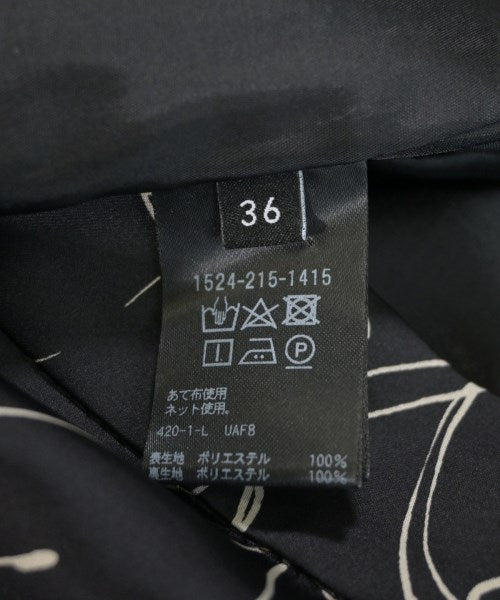 36
1524-215-1415
P
あて布使用
ネット使用。
420-1-L UAF8
表生地 ポリエステル 100%
裏生地 ポリエステル 100%